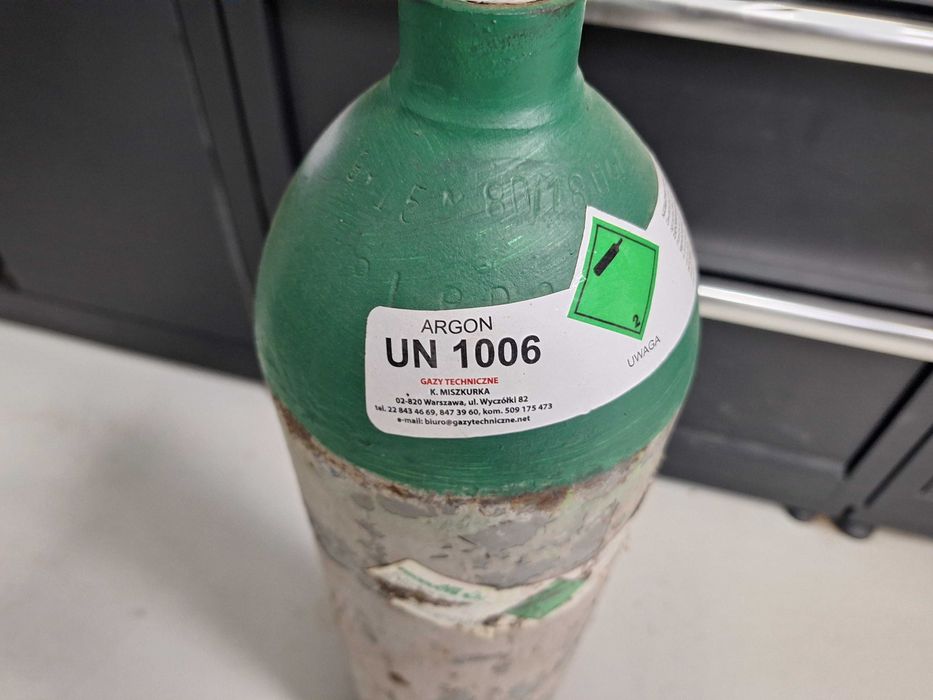 ARGON
UN 1006
GAZY TECHNICZNE
K. MISZKURKA
02-820 Warszawa, ul. Wyczółki 82
tel. 22 843 46 69, 847 39 60, kom. 509 175 473
e-mail: biuro@gazytechniczne.net
2
UWAGA